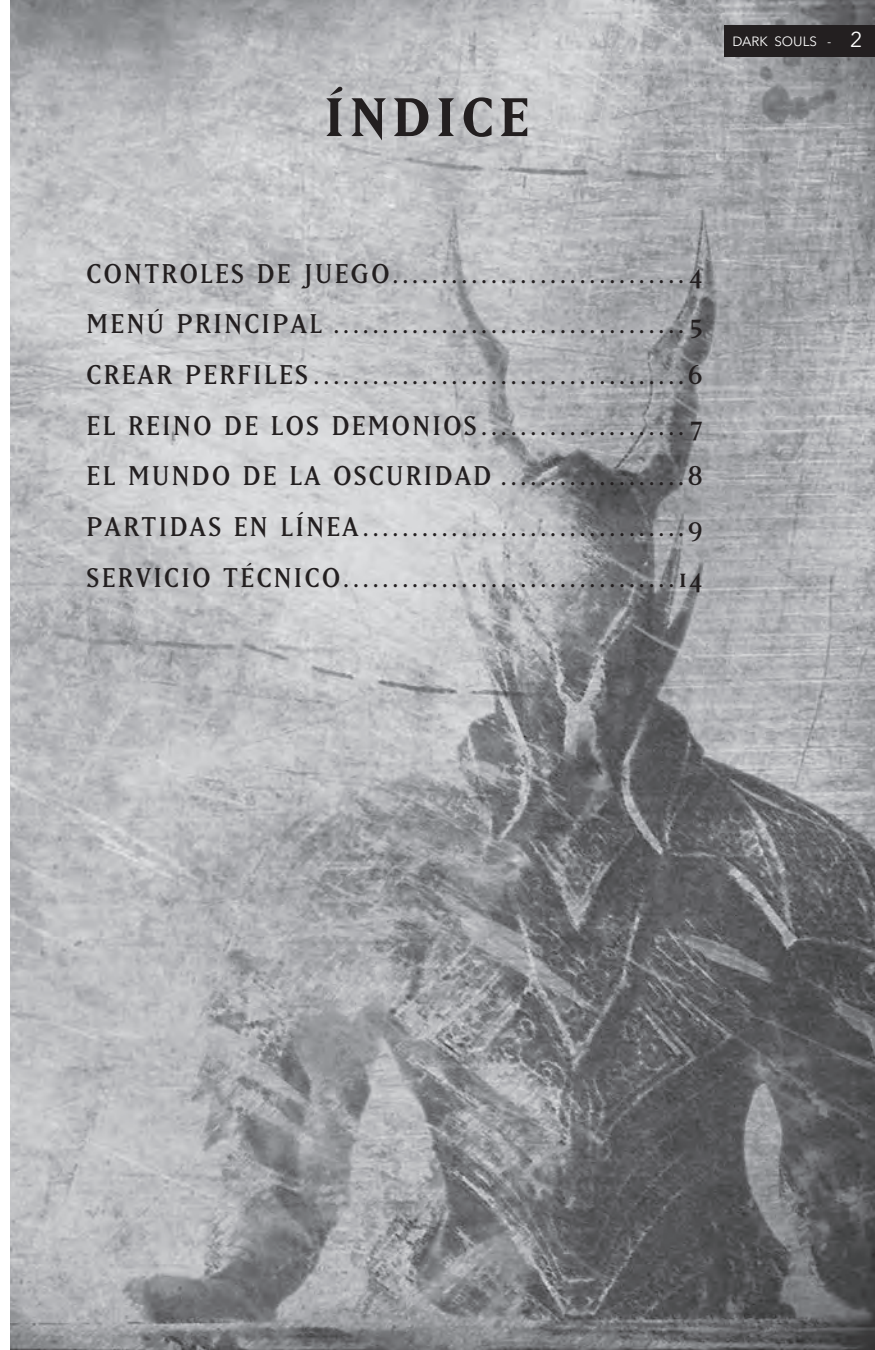 DARK SOULS - 2
ÍNDICE
CONTROLES DE JUEGO..............................4
MENÚ PRINCIPAL ....................................5
CREAR PERFILES......................................6
EL REINO DE LOS DEMONIOS.....................7
EL MUNDO DE LA OSCURIDAD ...................8
PARTIDAS EN LÍNEA.................................9
SERVICIO TÉCNICO..................................14